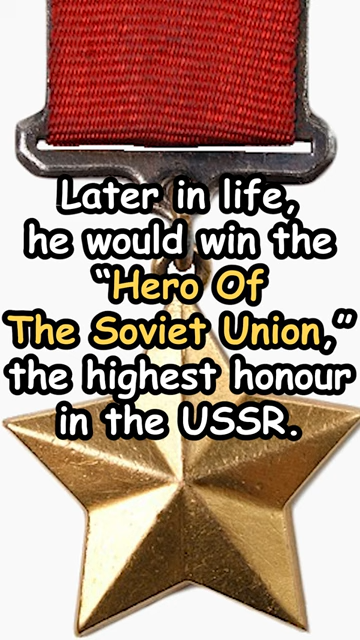 Later in life,
he would win the
“Hero Of
The Soviet Union,”
the highest honour
in the USSR.